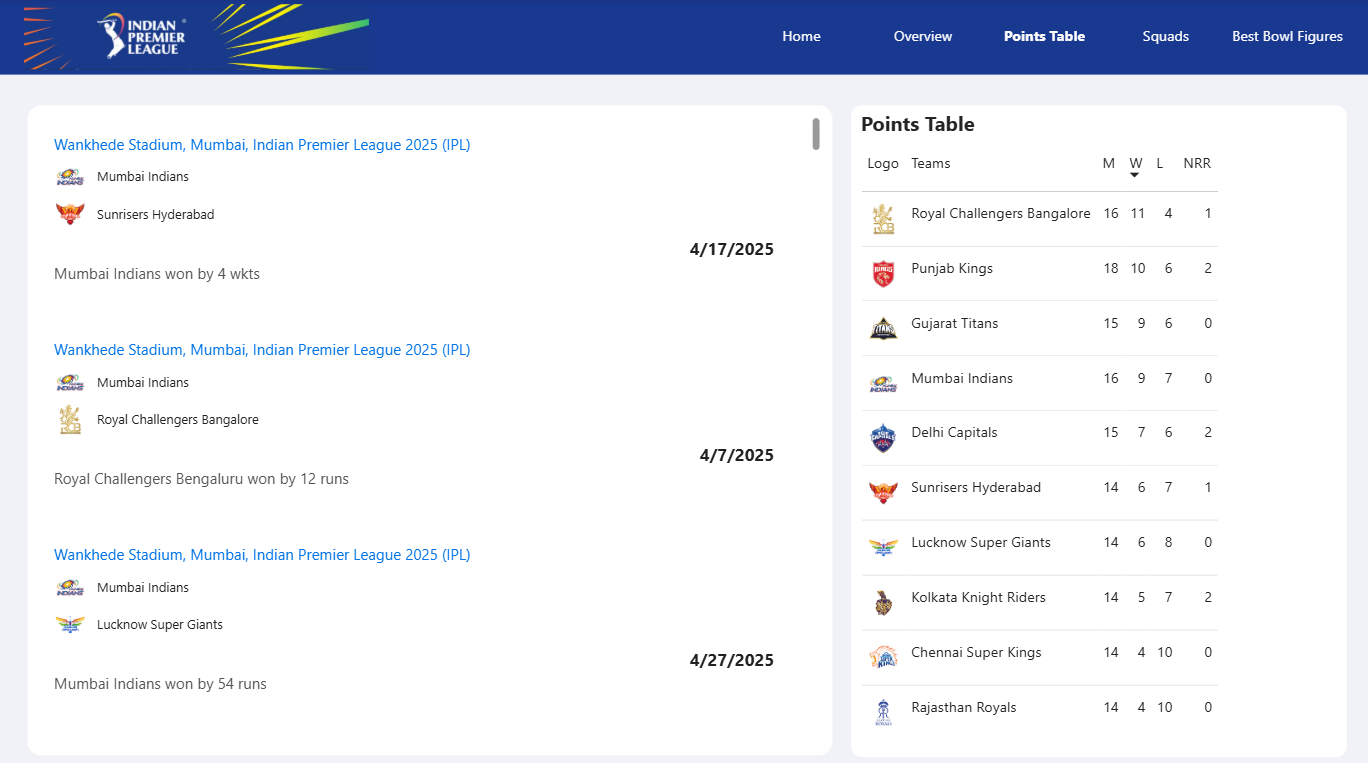 INDIAN
PREMIER
LEAGUE
Home Overview Points Table Squads Best Bowl Figures
Wankhede Stadium, Mumbai, Indian Premier League 2025 (IPL)
Mumbai Indians
Sunrisers Hyderabad
4/17/2025
Mumbai Indians won by 4 wkts
Wankhede Stadium, Mumbai, Indian Premier League 2025 (IPL)
Mumbai Indians
Royal Challengers Bangalore
4/7/2025
Royal Challengers Bengaluru won by 12 runs
Wankhede Stadium, Mumbai, Indian Premier League 2025 (IPL)
Mumbai Indians
Lucknow Super Giants
4/27/2025
Mumbai Indians won by 54 runs
Points Table
Logo Teams M W L NRR
Royal Challengers Bangalore 16 11 4 1
Punjab Kings 18 10 6 2
Gujarat Titans 15 9 6 0
Mumbai Indians 16 9 7 0
Delhi Capitals 15 7 6 2
Sunrisers Hyderabad 14 6 7 1
Lucknow Super Giants 14 6 8 0
Kolkata Knight Riders 14 5 7 2
Chennai Super Kings 14 4 10 0
Rajasthan Royals 14 4 10 0